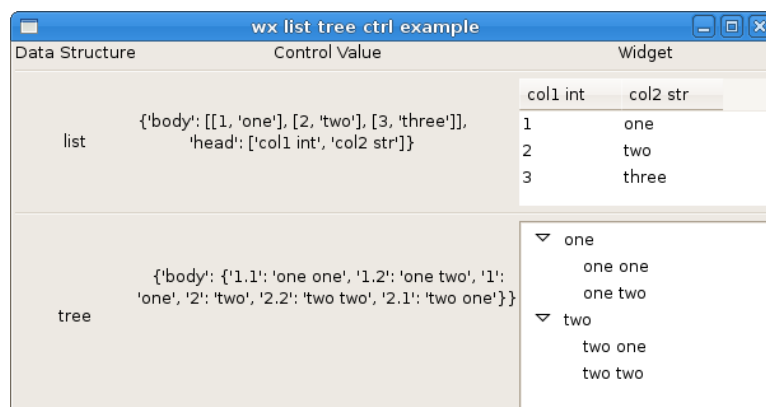 wx list tree ctrl example
Data Structure Control Value Widget
list
{'body': [[1, 'one'], [2, 'two'], [3, 'three']],
'head': ['col1 int', 'col2 str']}
col1 int col2 str
1 one
2 two
3 three
tree
{'body': {'1.1': 'one one', '1.2': 'one two', '1':
'one', '2': 'two', '2.2': 'two two', '2.1': 'two one'}}
one
one one
one two
two
two one
two two